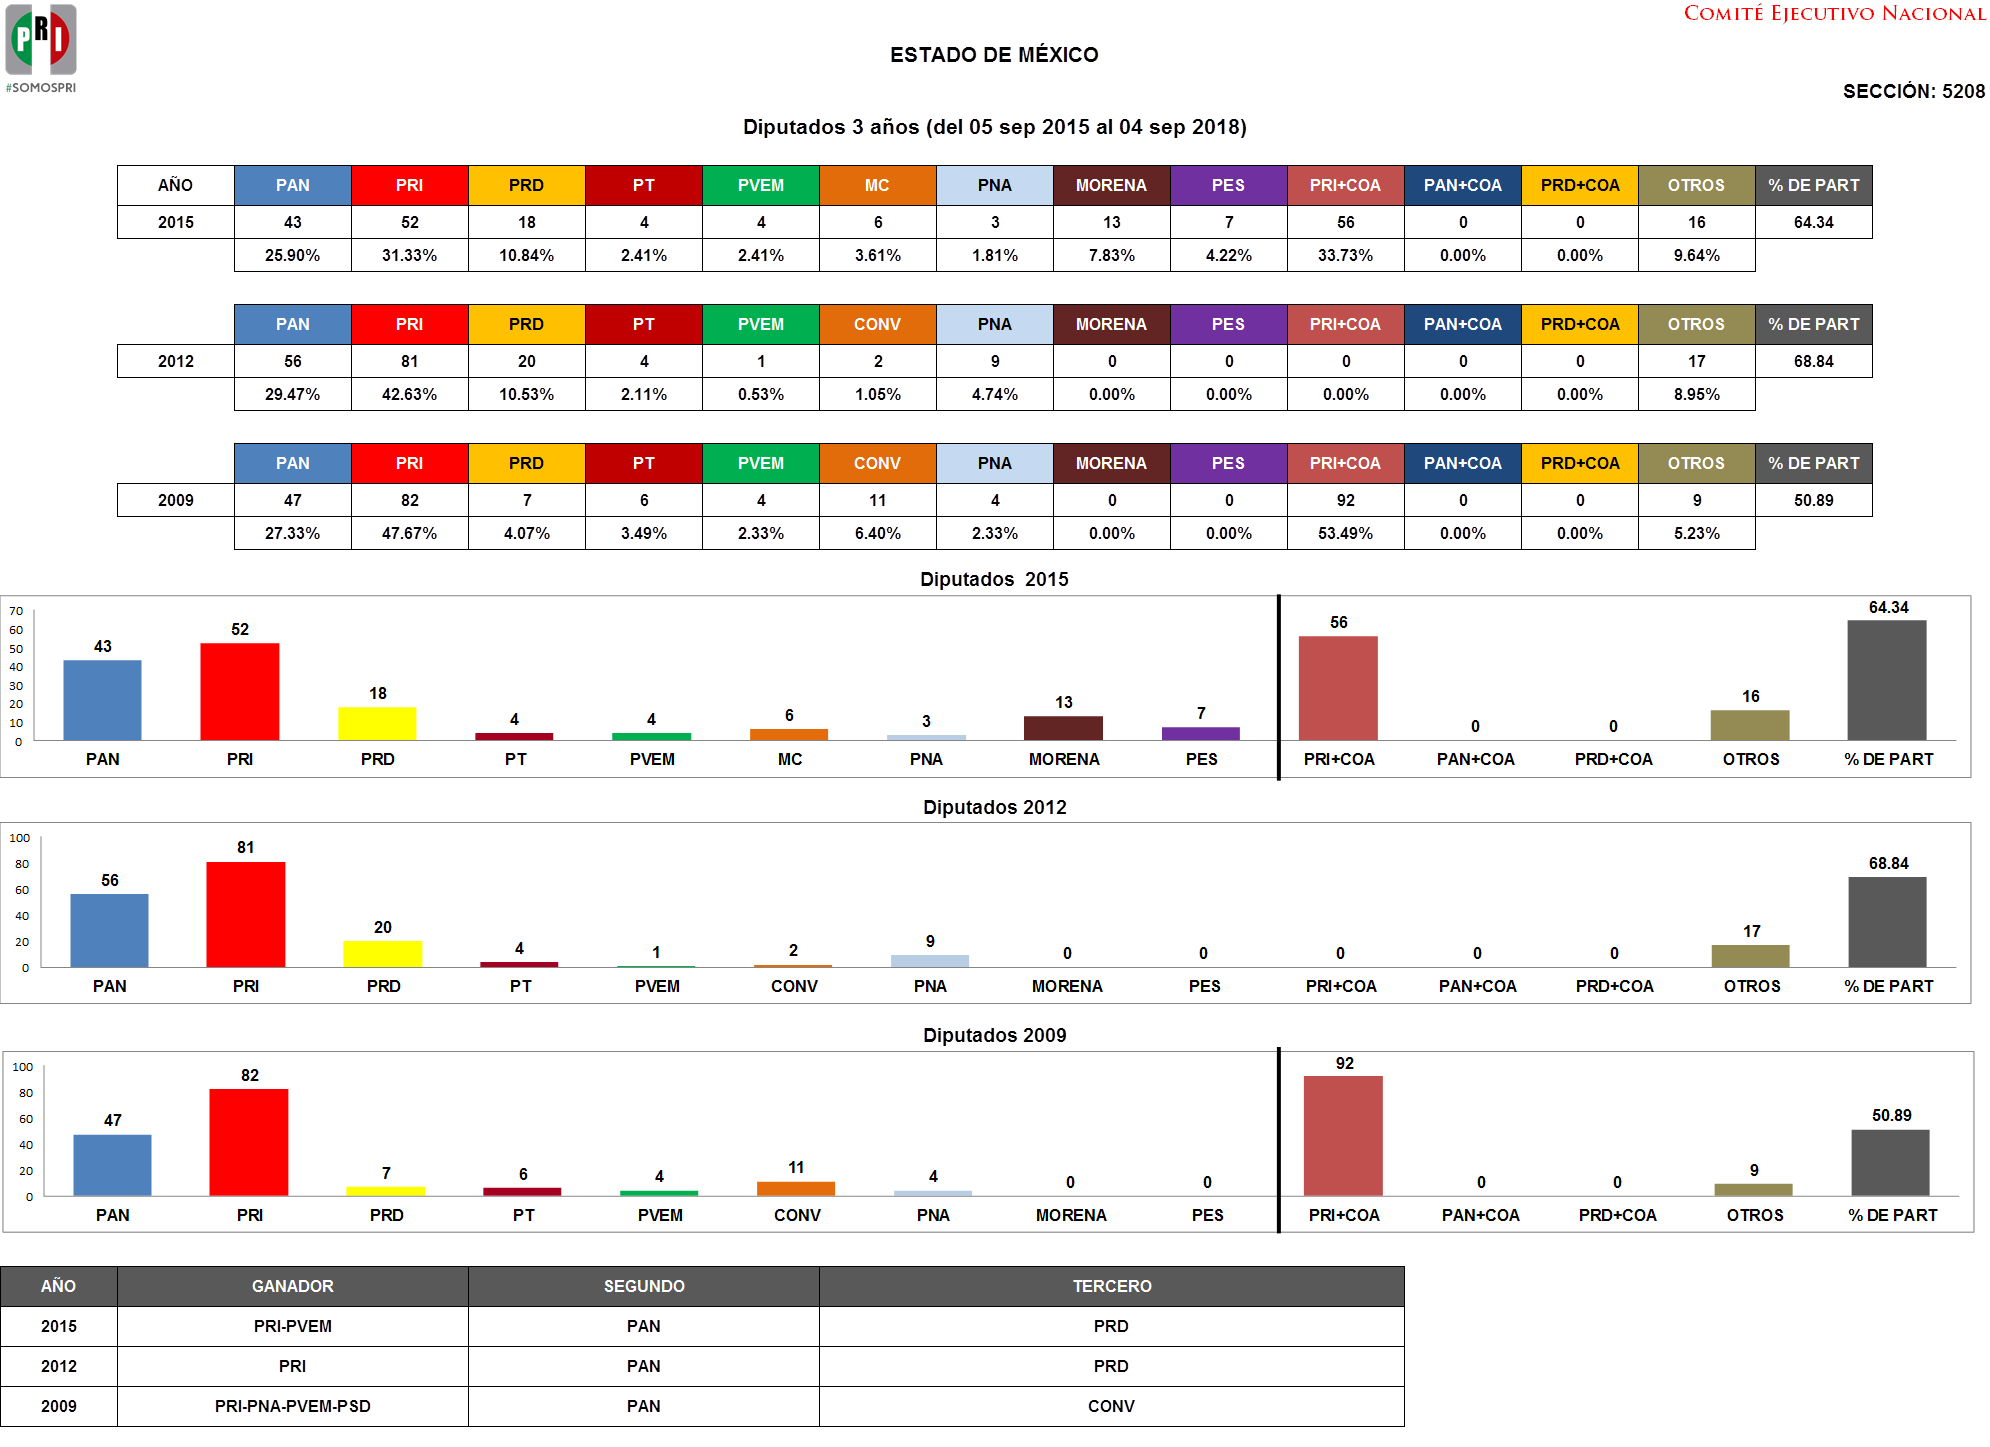 PRI
#SOMOSPRI
COMITÉ EJECUTIVO NACIONAL
ESTADO DE MÉXICO
SECCIÓN: 5208
Diputados 3 años (del 05 sep 2015 al 04 sep 2018)
AÑO PAN PRI PRD PT PVEM MC PNA MORENA PES PRI+COA PAN+COA PRD+COA OTROS % DE PART
2015 43 52 18 4 4 6 3 13 7 56 0 0 16 64.34
25.90% 31.33% 10.84% 2.41% 2.41% 3.61% 1.81% 7.83% 4.22% 33.73% 0.00% 0.00% 9.64%
PAN PRI PRD PT PVEM CONV PNA MORENA PES PRI+COA PAN+COA PRD+COA OTROS % DE PART
2012 56 81 20 4 1 2 9 0 0 0 0 0 17 68.84
29.47% 42.63% 10.53% 2.11% 0.53% 1.05% 4.74% 0.00% 0.00% 0.00% 0.00% 0.00% 8.95%
PAN PRI PRD PT PVEM CONV PNA MORENA PES PRI+COA PAN+COA PRD+COA OTROS % DE PART
2009 47 82 7 6 4 11 4 0 0 92 0 0 9 50.89
27.33% 47.67% 4.07% 3.49% 2.33% 6.40% 2.33% 0.00% 0.00% 53.49% 0.00% 0.00% 5.23%
Diputados 2015
70
60
50
40
30
20
10
0
43 52 18 4 4 6 3 13 7 56 0 0 16 64.34
PAN PRI PRD PT PVEM MC PNA MORENA PES PRI+COA PAN+COA PRD+COA OTROS % DE PART
Diputados 2012
100
80
60
40
20
0
56 81 20 4 1 2 9 0 0 0 0 0 17 68.84
PAN PRI PRD PT PVEM CONV PNA MORENA PES PRI+COA PAN+COA PRD+COA OTROS % DE PART
Diputados 2009
100
80
60
40
20
0
47 82 7 6 4 11 4 0 0 92 0 0 9 50.89
PAN PRI PRD PT PVEM CONV PNA MORENA PES PRI+COA PAN+COA PRD+COA OTROS % DE PART
AÑO GANADOR SEGUNDO TERCERO
2015 PRI-PVEM PAN PRD
2012 PRI PAN PRD
2009 PRI-PNA-PVEM-PSD PAN CONV